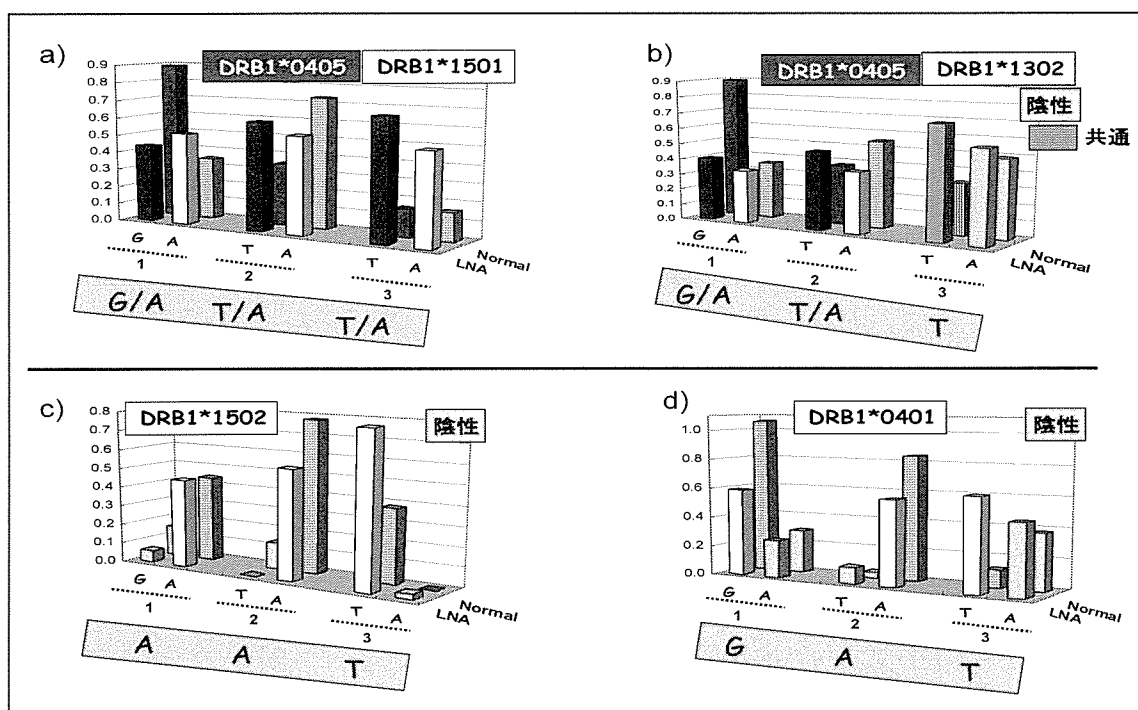 a)
DRB1*0405 DRB1*1501
0.9
0.8
0.7
0.6
0.5
0.4
0.3
0.2
0.1
0.0
G A T A T A
1 2 3
Normal
LNA
G/A T/A T/A
b)
DRB1*0405 DRB1*1302
陰性
共通
0.9
0.8
0.7
0.6
0.5
0.4
0.3
0.2
0.1
0.0
G A T A T A
1 2 3
Normal
LNA
G/A T/A T
c)
DRB1*1502 陰性
0.8
0.7
0.6
0.5
0.4
0.3
0.2
0.1
0.0
G A T A T A
1 2 3
Normal
LNA
A A T
d)
DRB1*0401 陰性
1.0
0.8
0.6
0.4
0.2
0.0
G A T A T A
1 2 3
Normal
LNA
G A T